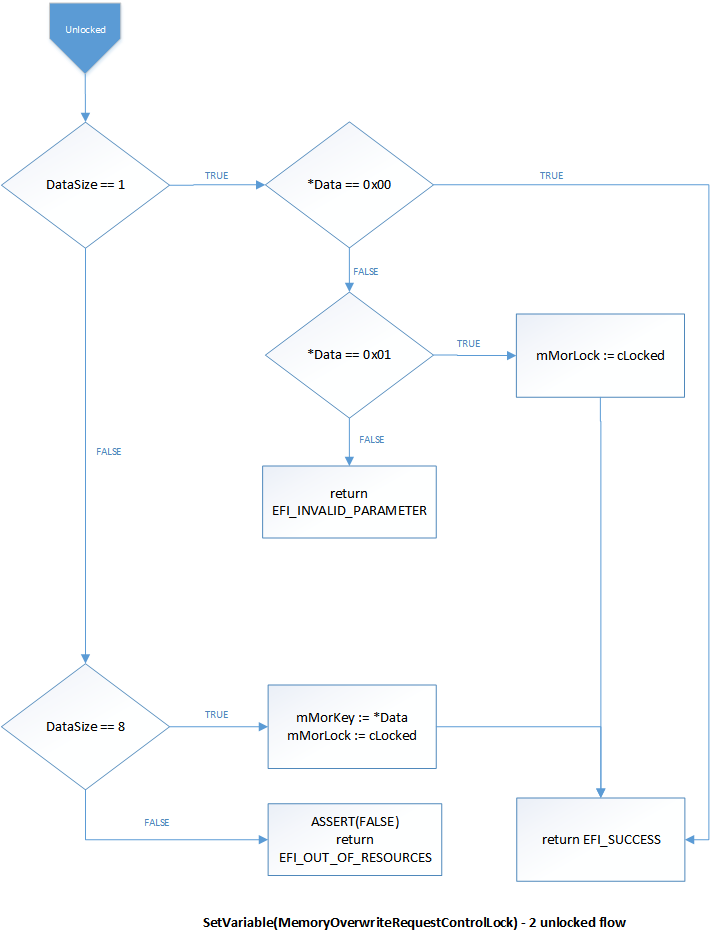 Unlocked
DataSize == 1
TRUE
*Data == 0x00
TRUE
FALSE
*Data == 0x01
TRUE
mMorLock := cLocked
FALSE
FALSE
return
EFI_INVALID_PARAMETER
DataSize == 8
TRUE
mMorKey := *Data
mMorLock := cLocked
FALSE
ASSERT(FALSE)
return
EFI_OUT_OF_RESOURCES
return EFI_SUCCESS
SetVariable(MemoryOverwriteRequestControlLock) - 2 unlocked flow